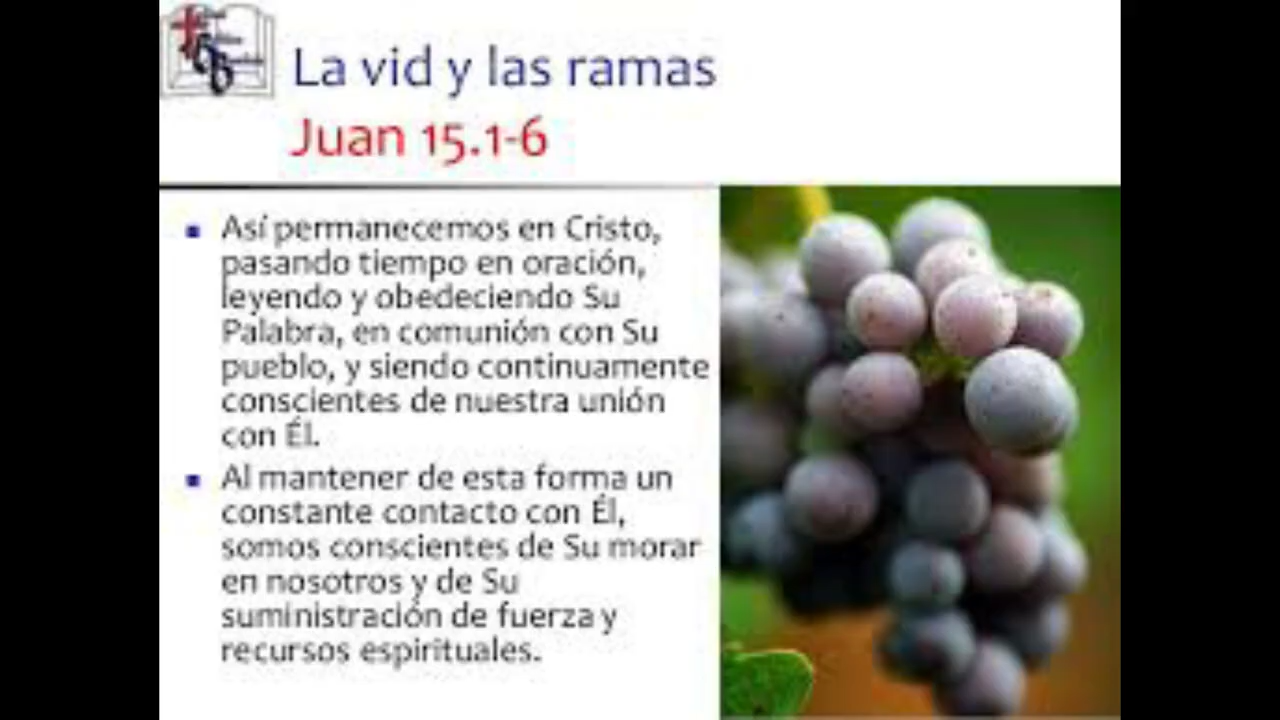 La vid y las ramas
Juan 15.1-6
Así permanecemos en Cristo,
pasando tiempo en oración,
leyendo y obedeciendo Su
Palabra, en comunión con Su
pueblo, y siendo continuamente
conscientes de nuestra unión
con Él.
Al mantener de esta forma un
constante contacto con Él,
somos conscientes de Su morar
en nosotros y de Su
suministración de fuerza y
recursos espirituales.